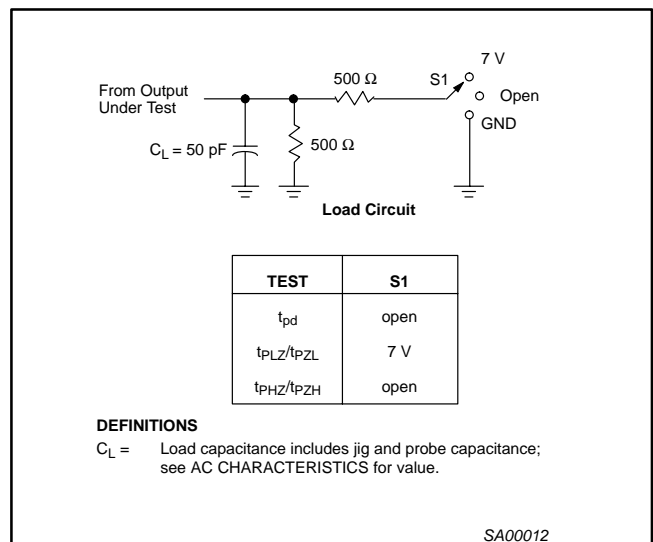 7 V
500 Ω
S1
From Output
Under Test
Open
GND
C_L = 50 pF
500 Ω
Load Circuit
TEST S1
t_pd open
t_PLZ/t_PZL 7 V
t_PHZ/t_PZH open
DEFINITIONS
C_L = Load capacitance includes jig and probe capacitance;
see AC CHARACTERISTICS for value.
SA00012